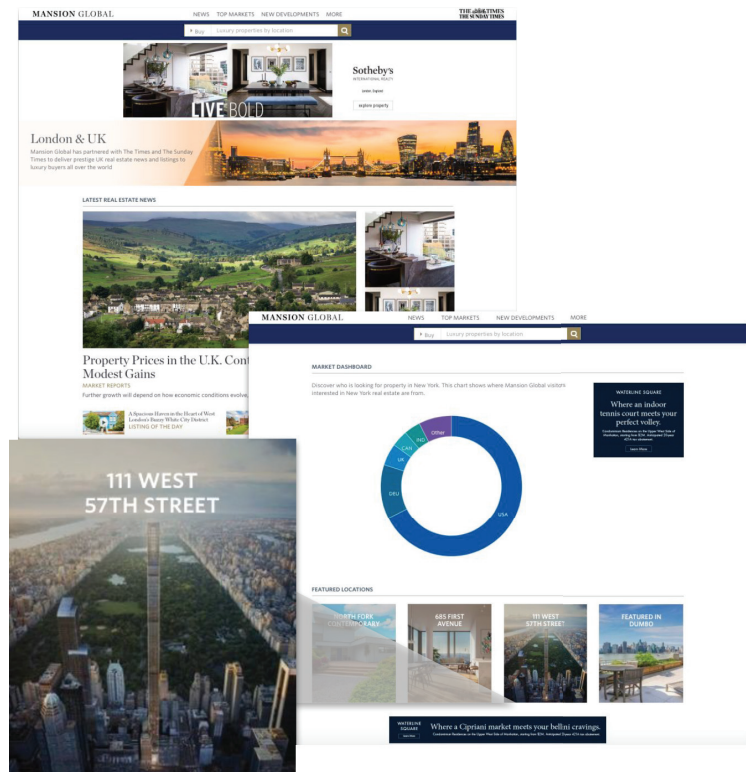 MANSION GLOBAL
NEWS TOP MARKETS NEW DEVELOPMENTS MORE
THE TIMES
THE SUNDAY TIMES
Buy Luxury properties by location
LIVE BOLD
Sotheby's
INTERNATIONAL REALTY
explore property
London & UK
Mansion Global has partnered with The Times and The Sunday
Times to deliver prestige UK real estate news and listings to
luxury buyers all over the world
LATEST REAL ESTATE NEWS
Property Prices in the U.K. Con
Modest Gains
MARKET REPORTS
Further growth will depend on how economic conditions evolve,
A Spacious Haven in the Heart of West
London's Buzzy White City District
LISTING OF THE DAY
MANSION GLOBAL
NEWS TOP MARKETS NEW DEVELOPMENTS MORE
Buy Luxury properties by location
MARKET DASHBOARD
Discover who is looking for property in New York. This chart shows where Mansion Global visitors
interested in New York real estate are from.
Other
IND
CAN
UK
DEU
USA
WATERLINE SQUARE
Where an indoor
tennis court meets your
perfect volley.
Learn More
FEATURED LOCATIONS
NORTH FORK
CONTEMPORARY
685 FIRST
AVENUE
111 WEST
57TH STREET
FEATURED IN
DUMBO
WATERLINE
SQUARE
Learn More
Where a Cipriani market meets your bellini cravings.
111 WEST
57TH STREET